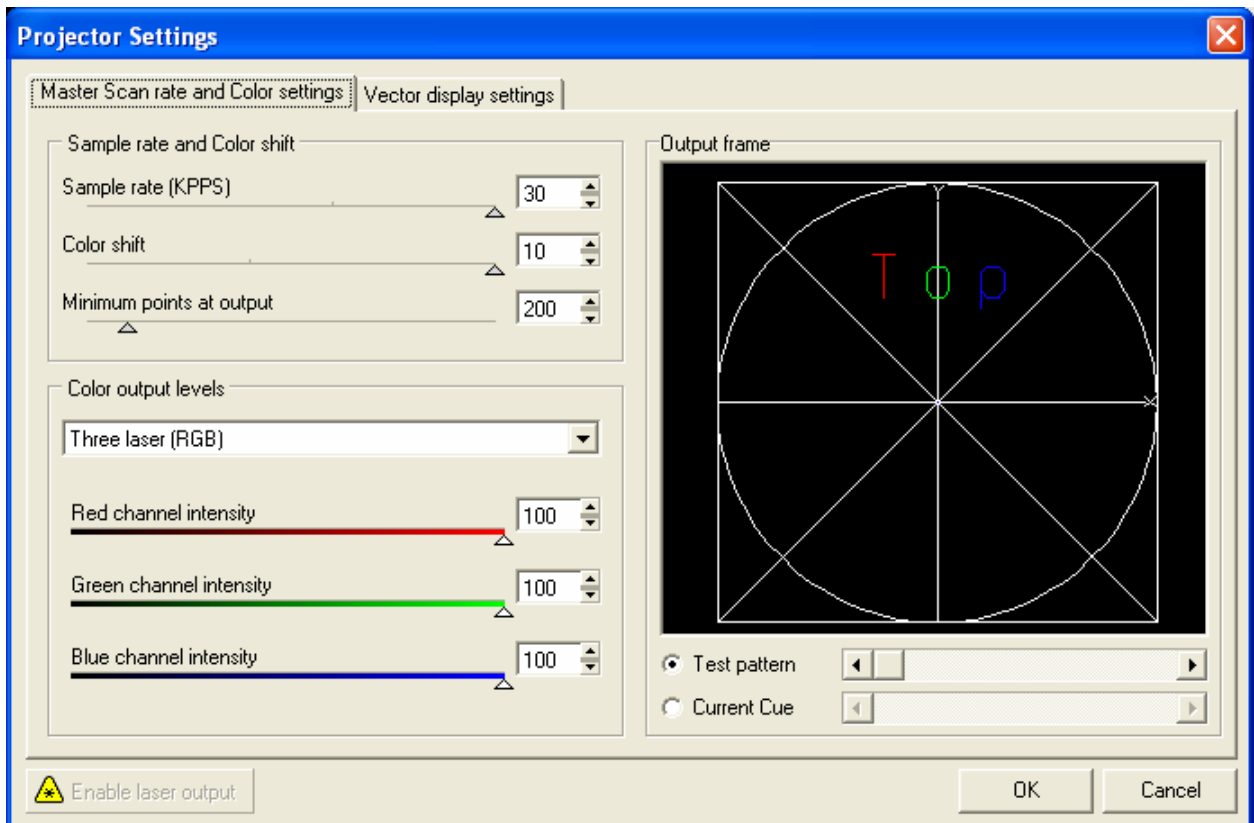 Projector Settings
Master Scan rate and Color settings
Vector display settings
Sample rate and Color shift
Sample rate (KPPS)
30
Color shift
10
Minimum points at output
200
Color output levels
Three laser (RGB)
Red channel intensity
100
Green channel intensity
100
Blue channel intensity
100
Output frame
Y
Top
X
Test pattern
Current Cue
Enable laser output
OK
Cancel